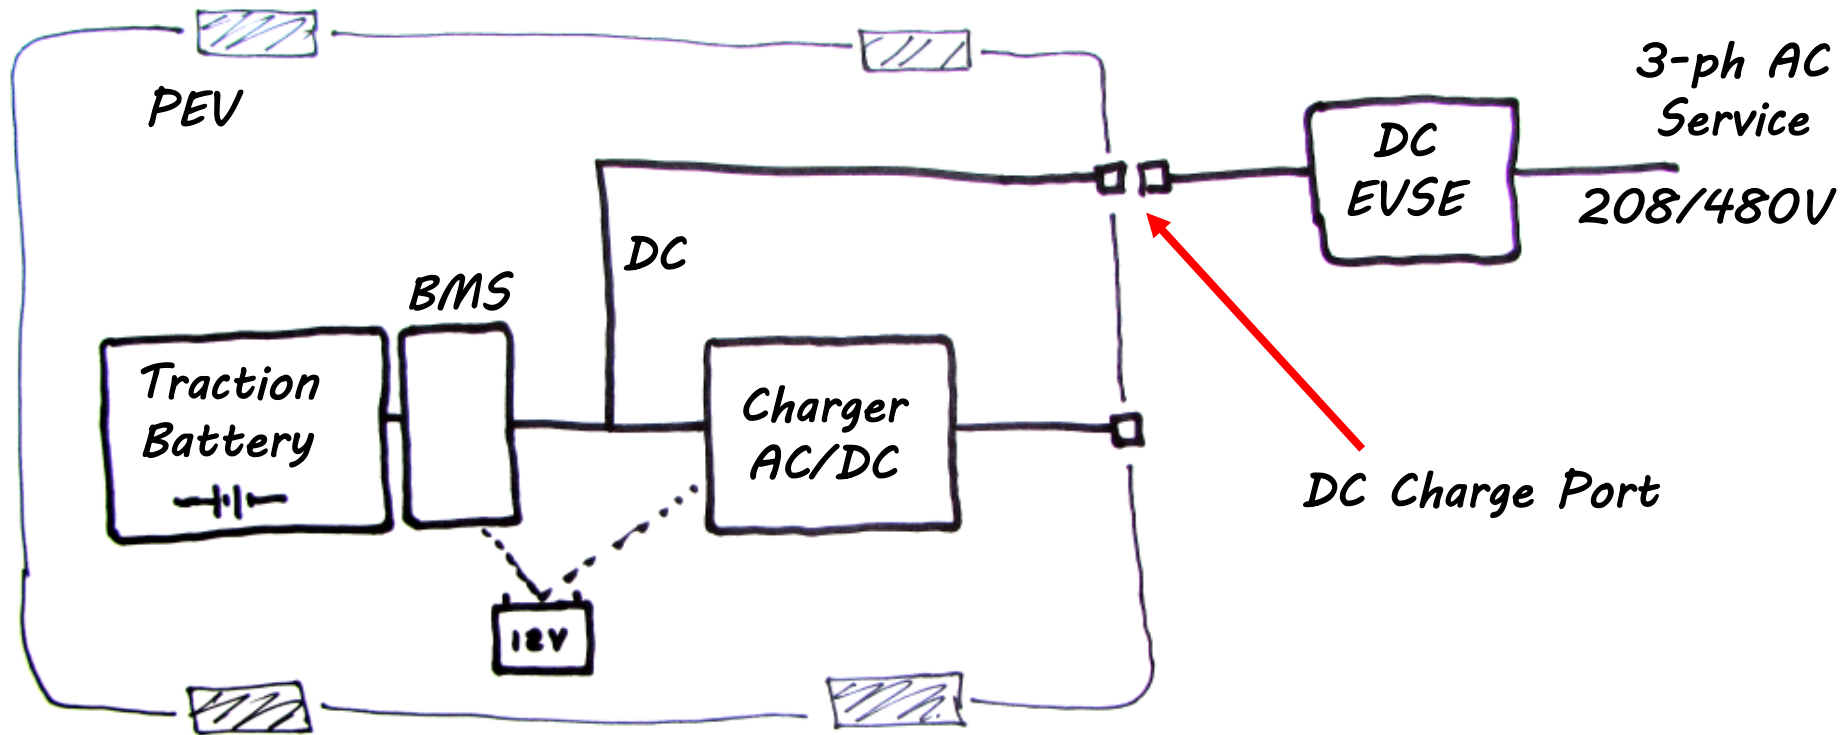 3-ph AC
Service
PEV
DC
EVSE
208/480V
DC
BMS
Traction
Battery
Charger
AC/DC
DC Charge Port
12V